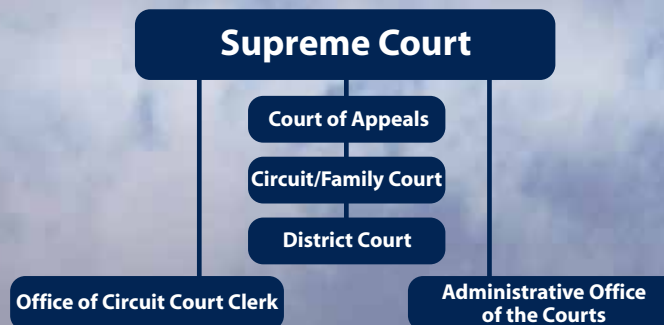 Supreme Court
Court of Appeals
Circuit/Family Court
District Court
Office of Circuit Court Clerk
Administrative Office
of the Courts